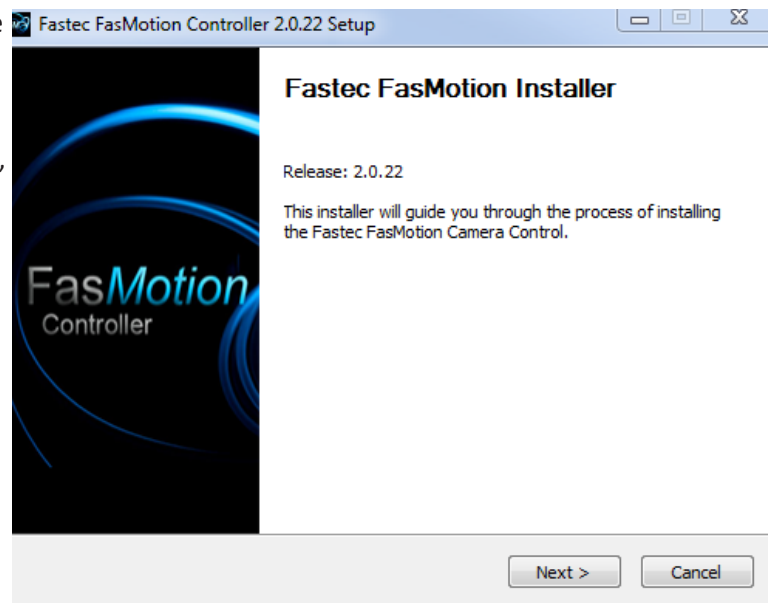 Fastec FasMotion Controller 2.0.22 Setup
Fastec FasMotion Installer
Release: 2.0.22
This installer will guide you through the process of installing
the Fastec FasMotion Camera Control.
FasMotion
Controller
Next >
Cancel